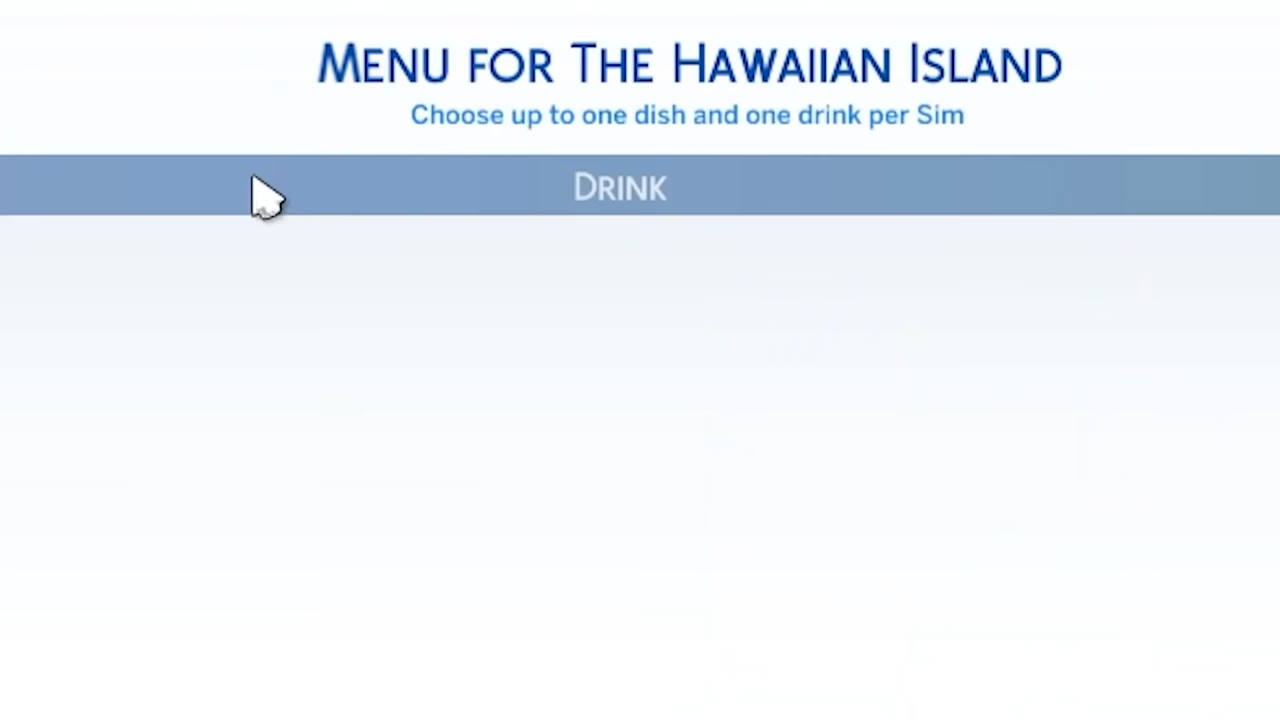 Menu for The Hawaiian Island
Choose up to one dish and one drink per Sim
Drink